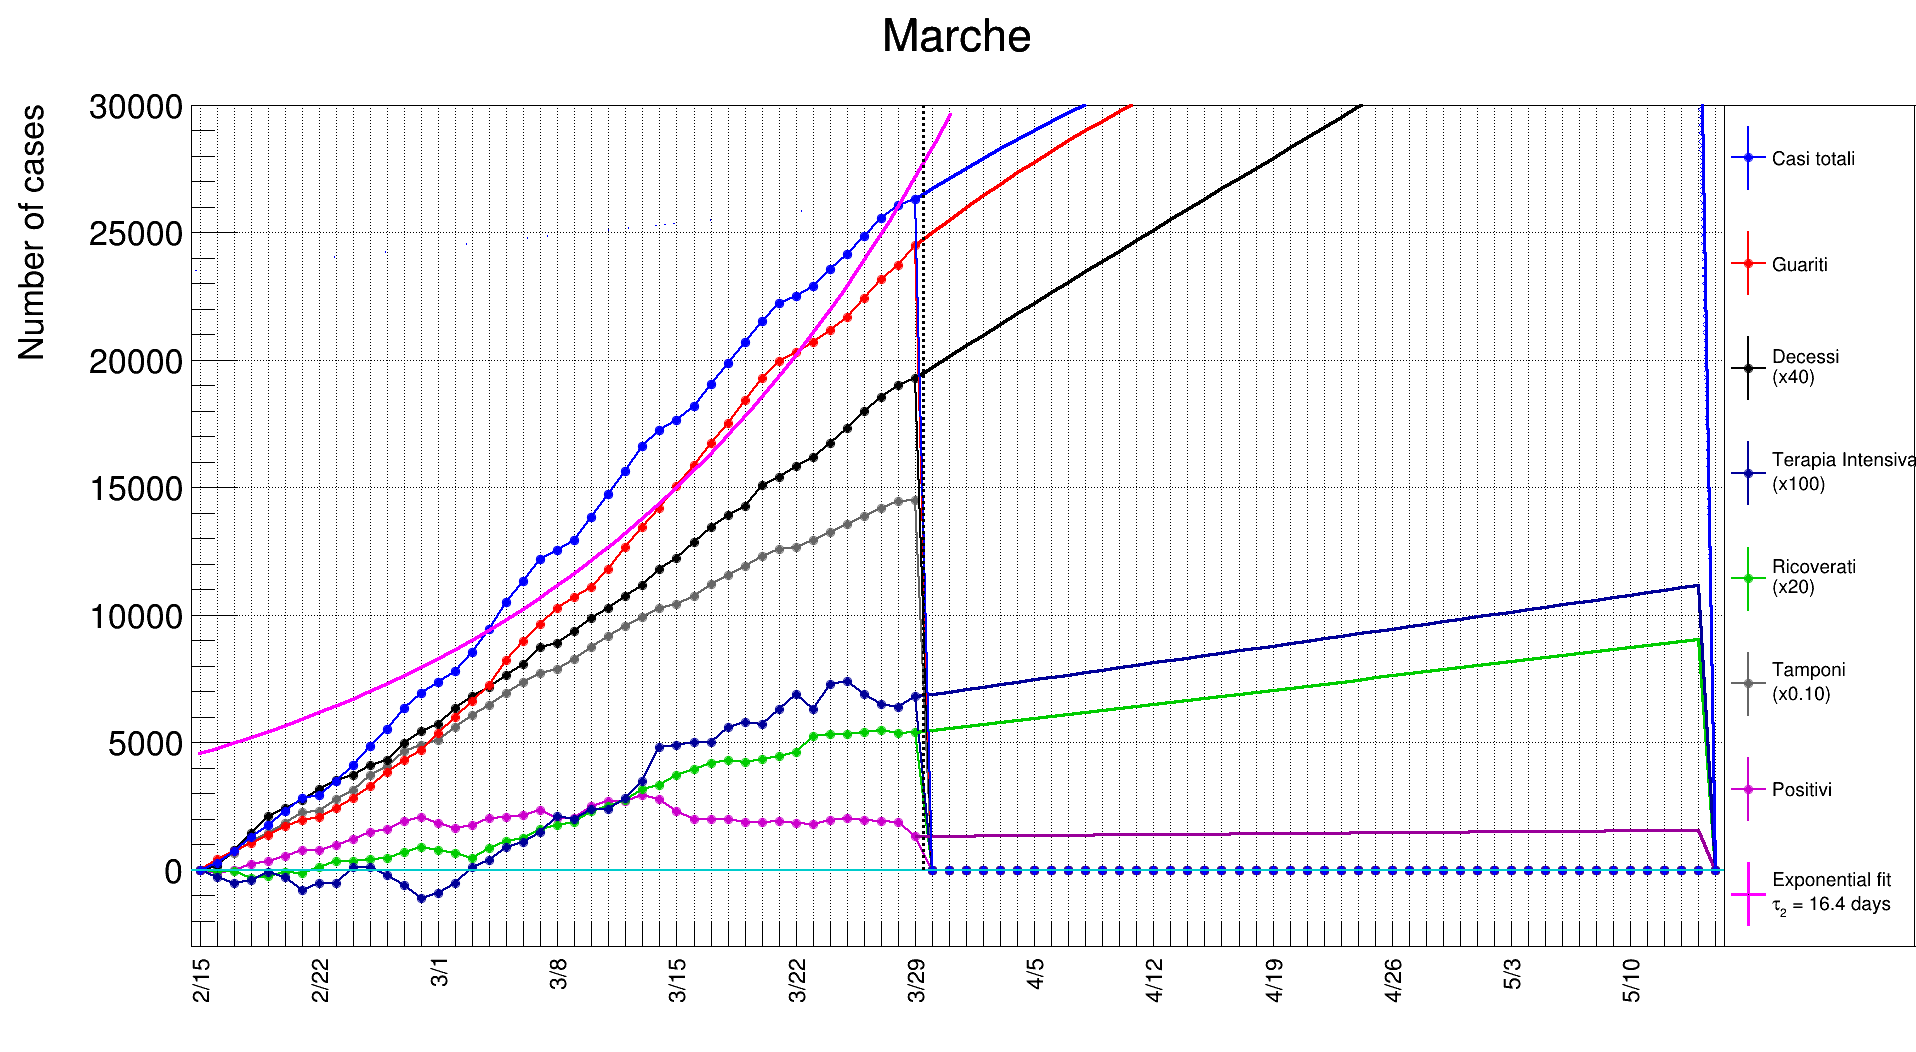 Marche
Number of cases
30000
25000
20000
15000
10000
5000
0
2/15
2/22
3/1
3/8
3/15
3/22
3/29
4/5
4/12
4/19
4/26
5/3
5/10
Casi totali
Guariti
Decessi
(x40)
Terapia Intensiva
(x100)
Ricoverati
(x20)
Tamponi
(x0.10)
Positivi
Exponential fit
τ2 = 16.4 days